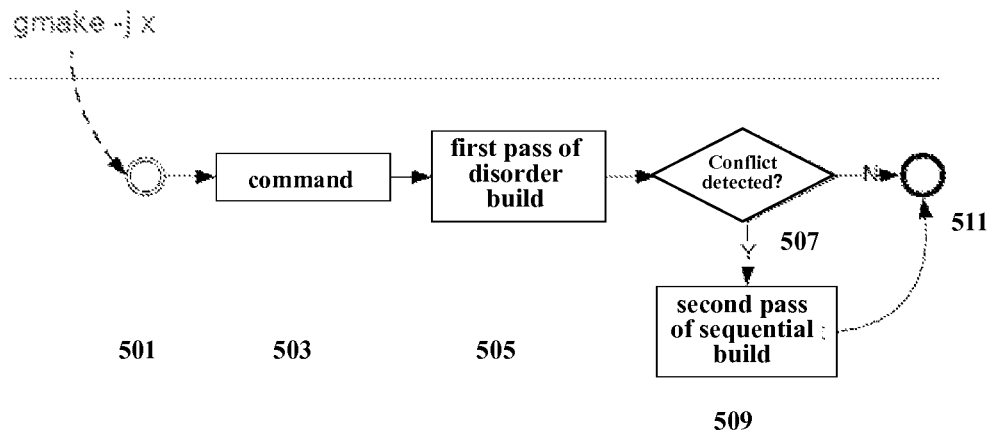 gmake -j x
command
first pass of
disorder
build
Conflict
detected?
N
Y
second pass
of sequential
build
501
503
505
507
509
511